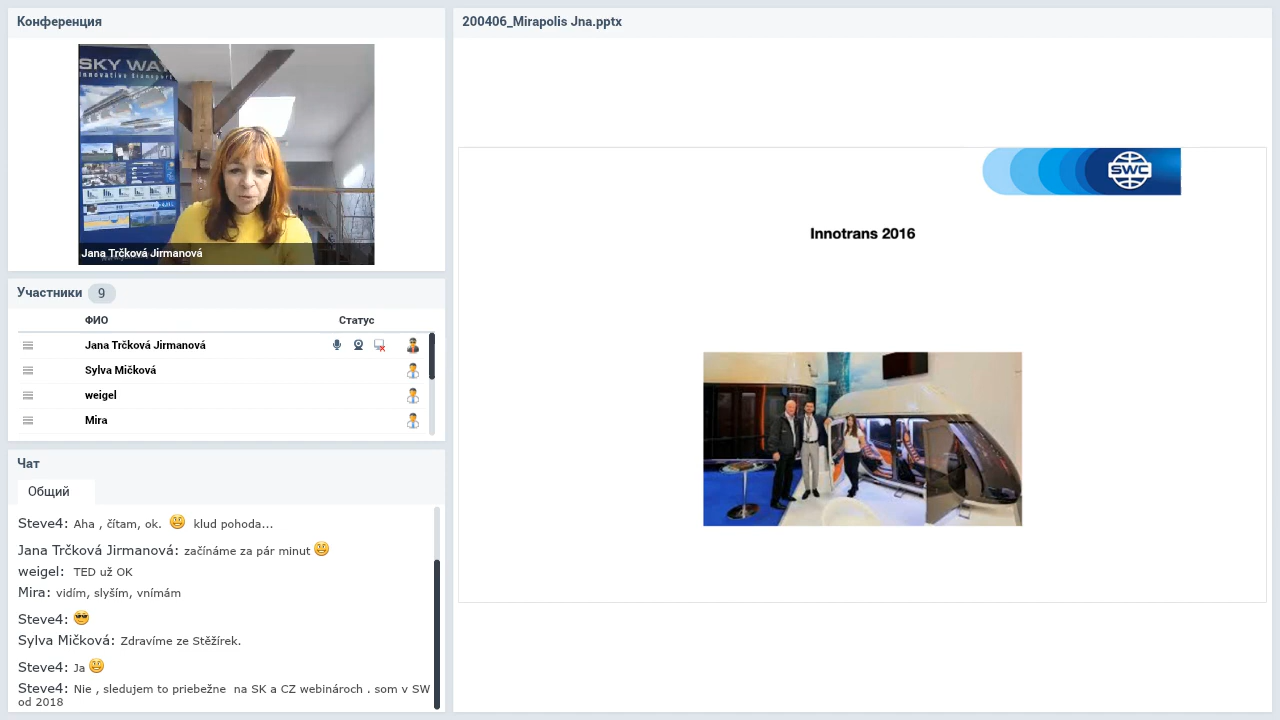 Конференция
SKY WAY
Innovative Transport
Jana Trčková Jirmanová
Участники 9
ФИО Статус
Jana Trčková Jirmanová
Sylva Mičková
weigel
Mira
Чат
Общий
Steve4: Aha , čítam, ok. klud pohoda...
Jana Trčková Jirmanová: začínáme za pár minut
weigel: TED už OK
Mira: vidím, slyším, vnímám
Steve4:
Sylva Mičková: Zdravíme ze Stěžírek.
Steve4: Ja
Steve4: Nie , sledujem to priebežne na SK a CZ webinároch . som v SW
od 2018
200406_Mirapolis Jna.pptx
SWC
Innotrans 2016